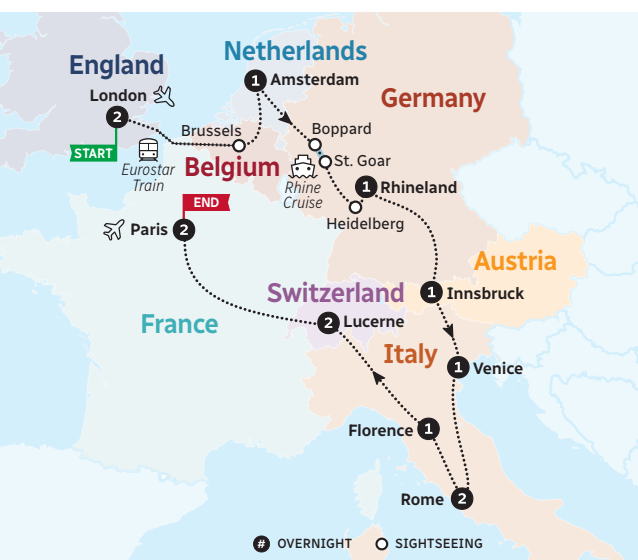 England
London
2
START
Eurostar
Train
Netherlands
1 Amsterdam
Brussels
Belgium
Germany
Boppard
St. Goar
Rhine
Cruise
1 Rhineland
Heidelberg
END
Paris 2
France
Austria
1 Innsbruck
Switzerland
2 Lucerne
Italy
1 Venice
Florence 1
Rome 2
# OVERNIGHT
SIGHTSEEING